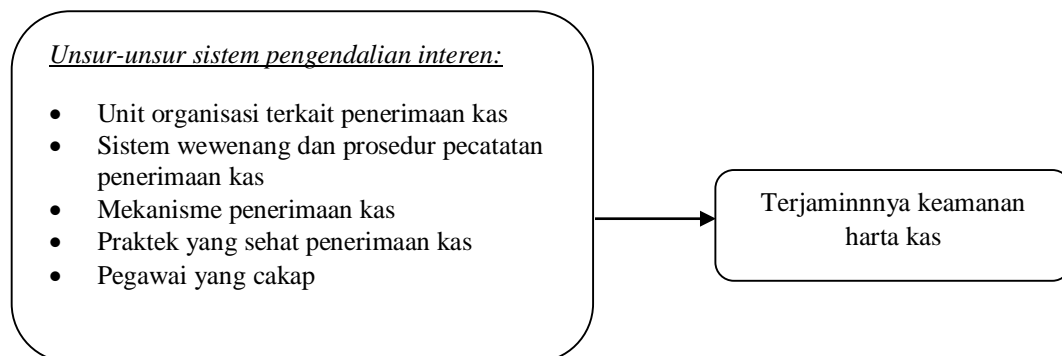 Unsur-unsur sistem pengendalian interen:
• Unit organisasi terkait penerimaan kas
• Sistem wewenang dan prosedur pecatatan
penerimaan kas
• Mekanisme penerimaan kas
• Praktek yang sehat penerimaan kas
• Pegawai yang cakap
Terjaminnnya keamanan
harta kas